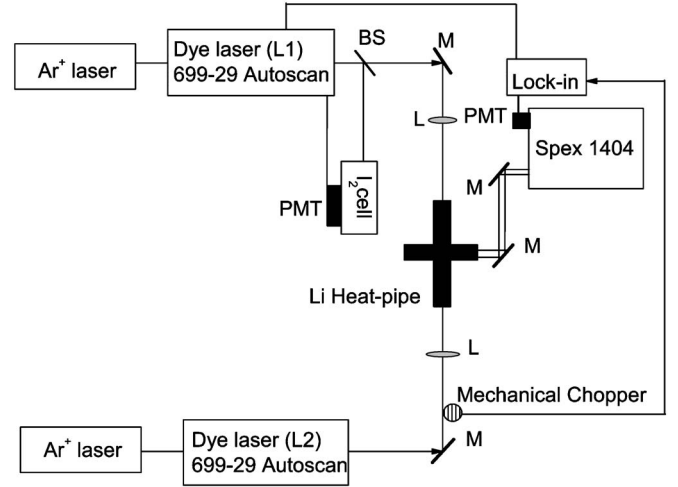 Ar+ laser
Dye laser (L1)
699-29 Autoscan
BS
M
Lock-in
L
PMT
Spex 1404
M
PMT
I2cell
M
Li Heat-pipe
L
Mechanical Chopper
Ar+ laser
Dye laser (L2)
699-29 Autoscan
M